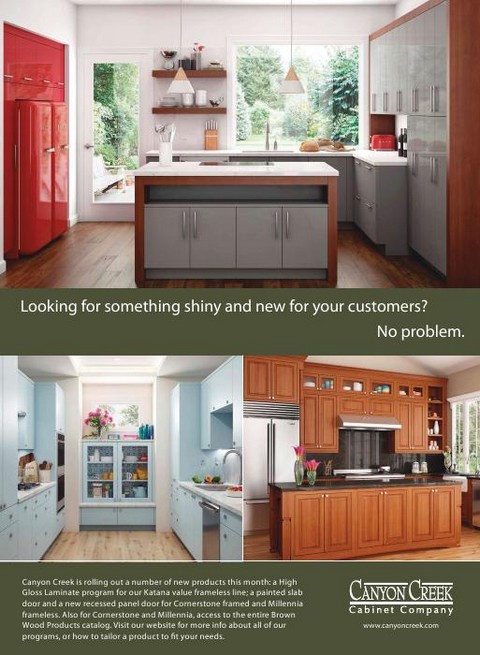 Looking for something shiny and new for your customers?
No problem.
Canyon Creek is rolling out a number of new products this month: a High
Gloss Laminate program for our Katana value frameless line; a painted slab
door and a new recessed panel door for Cornerstone framed and Millennia
frameless. Also for Cornerstone and Millennia, access to the entire Brown
Wood Products catalog. Visit our website for more info about all of our
programs, or how to tailor a product to fit your needs.
CANYON CREEK
Cabinet Company
www.canyoncreek.com